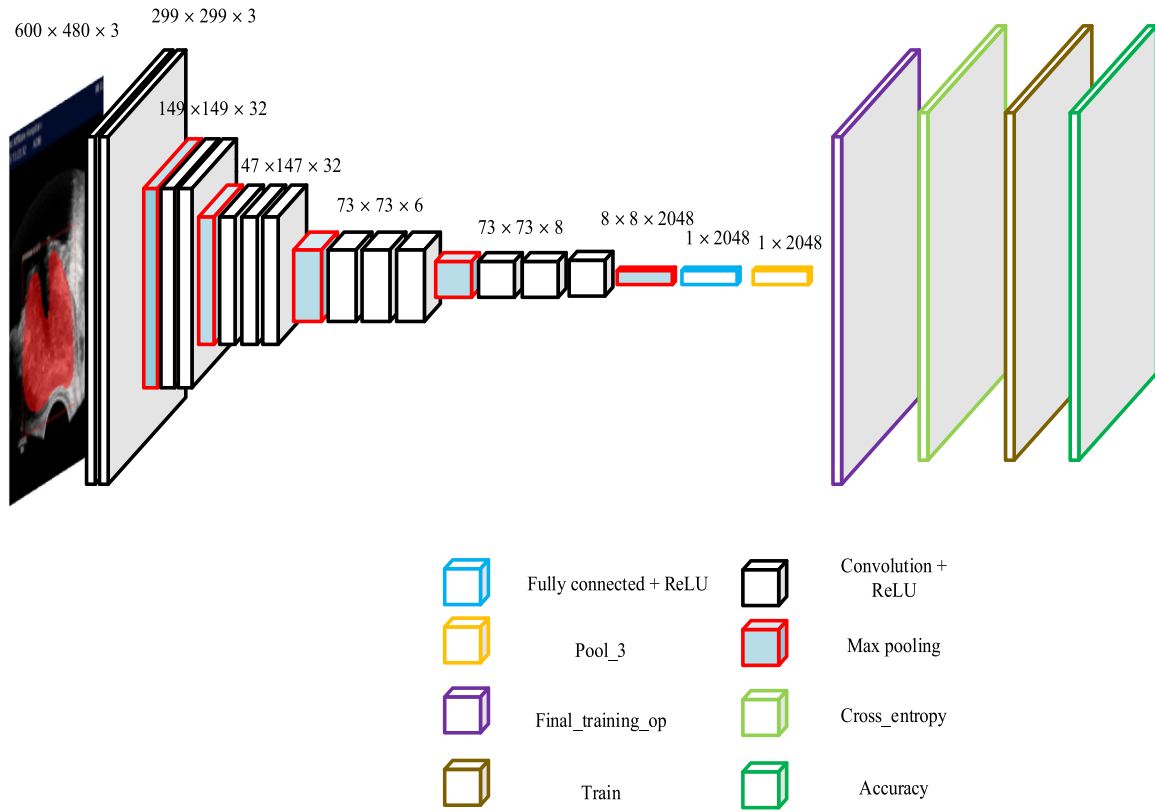 600 × 480 × 3
299 × 299 × 3
149 ×149 × 32
47 ×147 × 32
73 × 73 × 6
73 × 73 × 8
8 × 8 × 2048
1 × 2048
1 × 2048
Fully connected + ReLU
Convolution +
ReLU
Pool_3
Max pooling
Final_training_op
Cross_entropy
Train
Accuracy